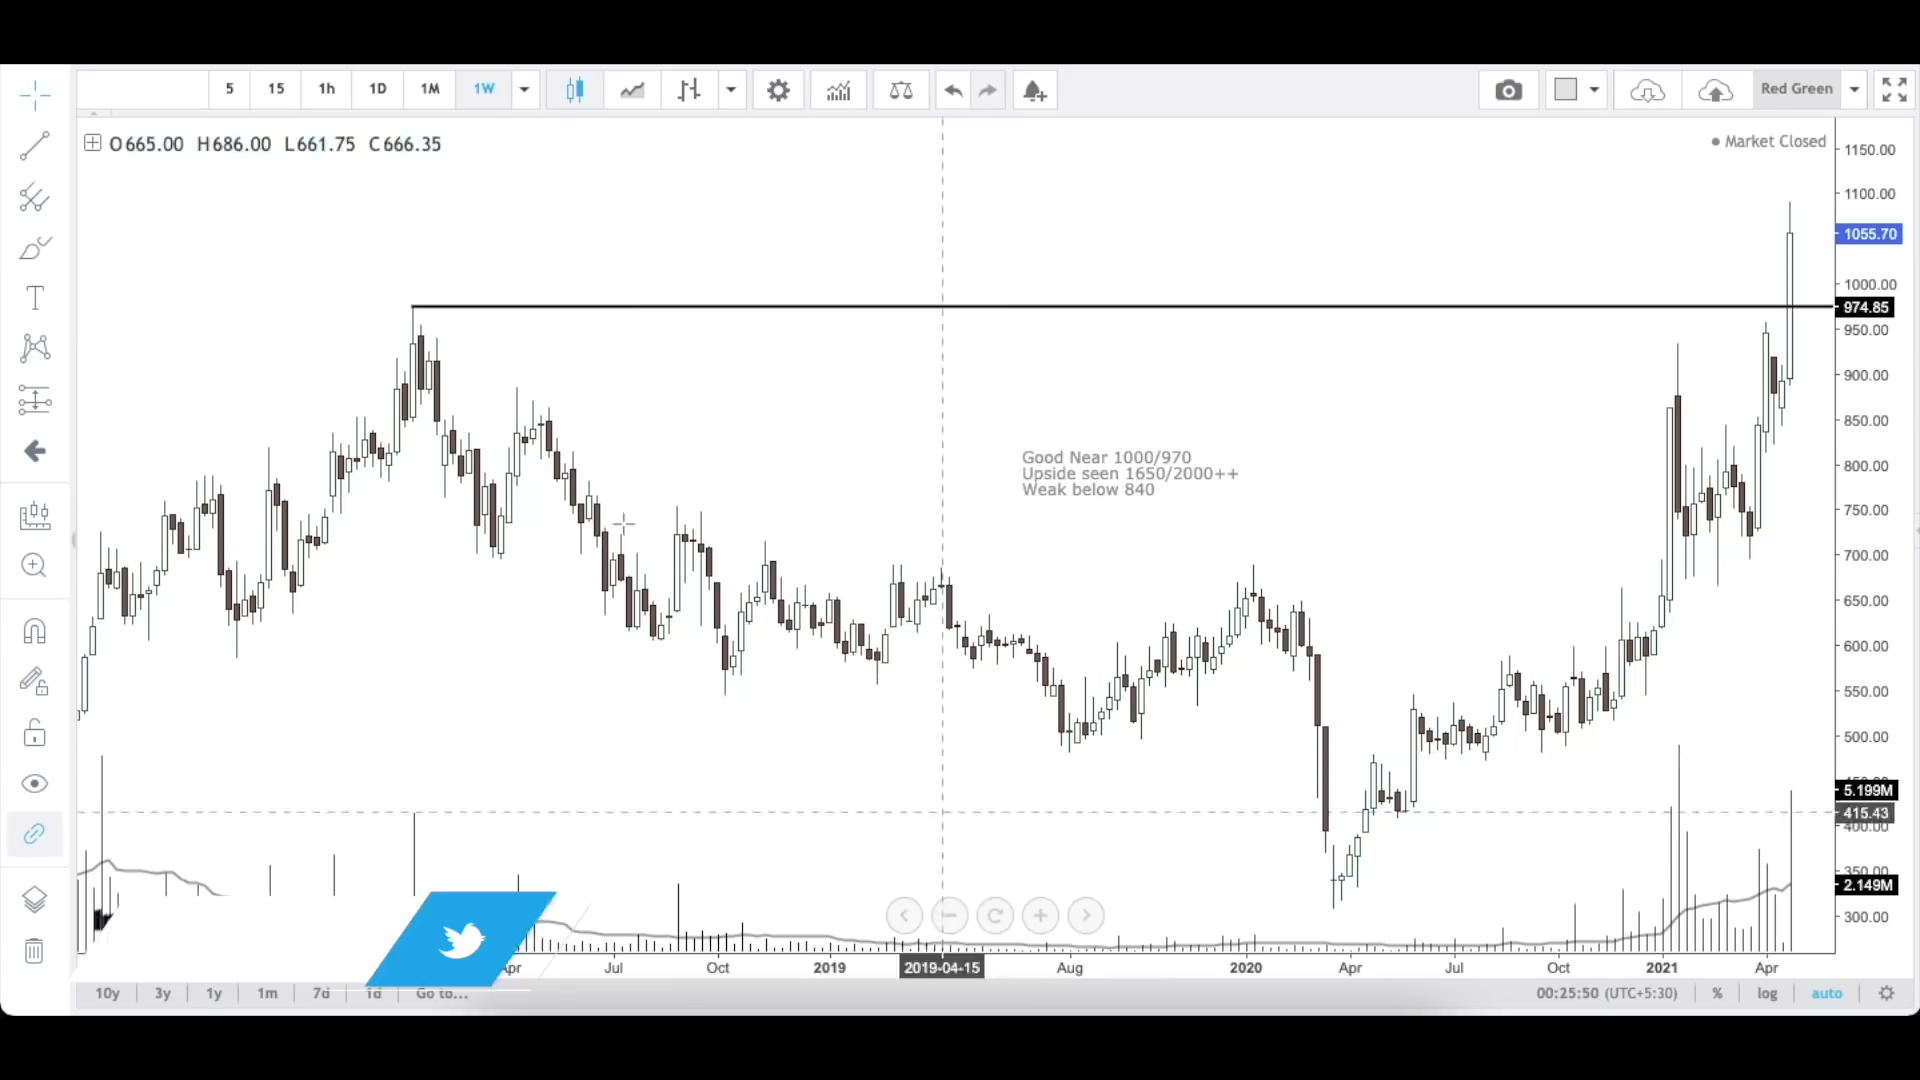 5 15 1h 1D 1M 1W Red Green
O665.00 H686.00 L661.75 C666.35
Market Closed
1150.00
1100.00
1055.70
1000.00
974.85
950.00
900.00
850.00
800.00
750.00
700.00
650.00
600.00
550.00
500.00
5.199M
415.43
400.00
2.149M
300.00
Good Near 1000/970
Upside seen 1650/2000++
Weak below 840
Jul Oct 2019 2019-04-15 Aug 2020 Apr Jul Oct 2021 Apr
10y 3y 1y 1m 7d 1d Go to... 00:25:50 (UTC+5:30) % log auto